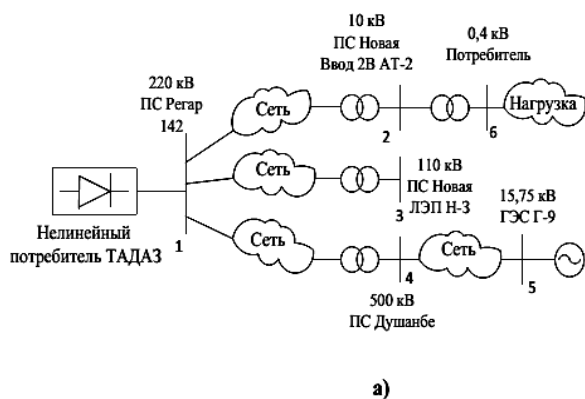 10 кВ
ПС Новая
Ввод 2В АТ-2
0,4 кВ
Потребитель
220 кВ
ПС Регар
142
Сеть
Нагрузка
2
6
Сеть
110 кВ
ПС Новая
ЛЭП Н-З
3
15,75 кВ
ГЭС Г-9
Нелинейный
потребитель ТАДАЗ
1
Сеть
Сеть
4
5
500 кВ
ПС Душанбе
а)